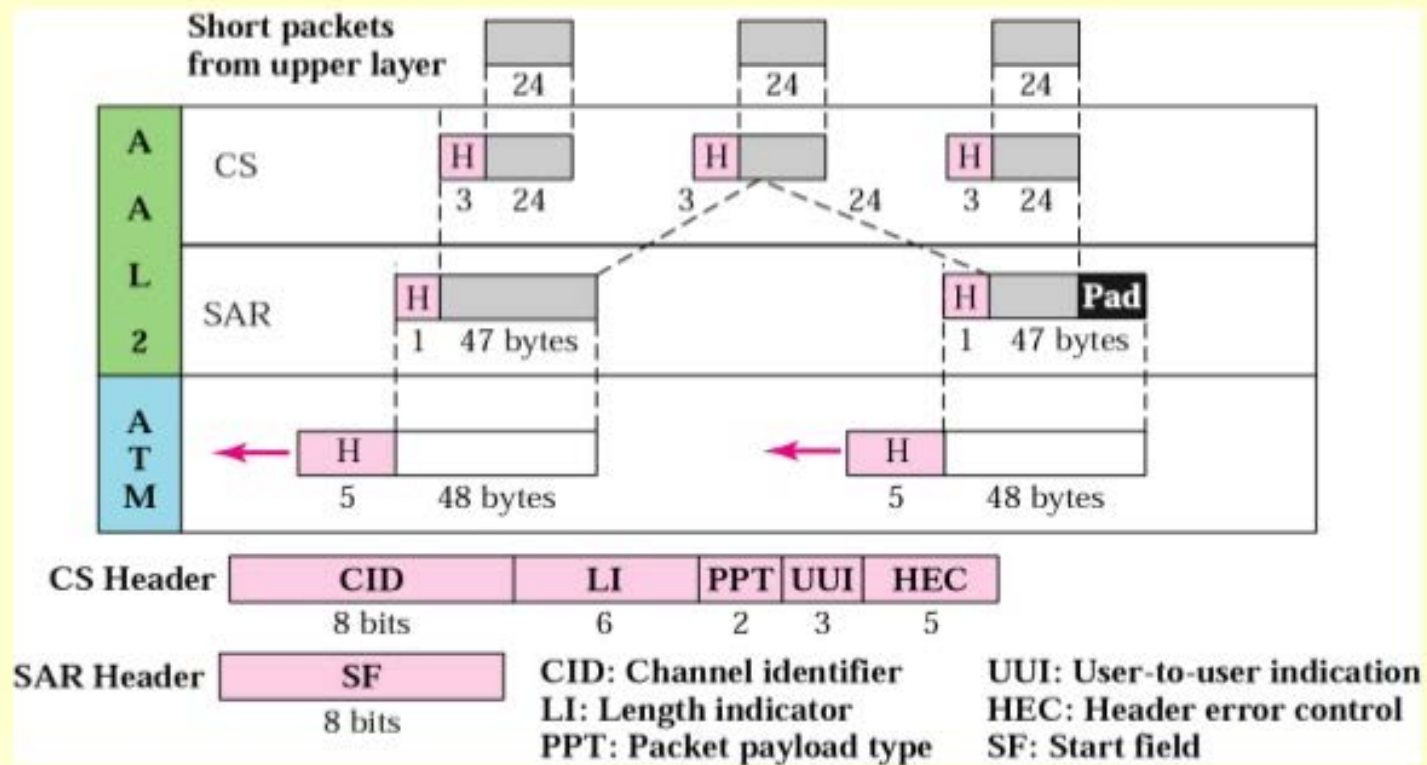 Short packets
from upper layer
24 24 24
A
A
L
2
CS
H H H
3 24 3 24 3 24
SAR
H H Pad
1 47 bytes 1 47 bytes
A
T
M
H H
5 48 bytes 5 48 bytes
CS Header CID LI PPT UUI HEC
8 bits 6 2 3 5
SAR Header SF
8 bits
CID: Channel identifier
LI: Length indicator
PPT: Packet payload type
UUI: User-to-user indication
HEC: Header error control
SF: Start field